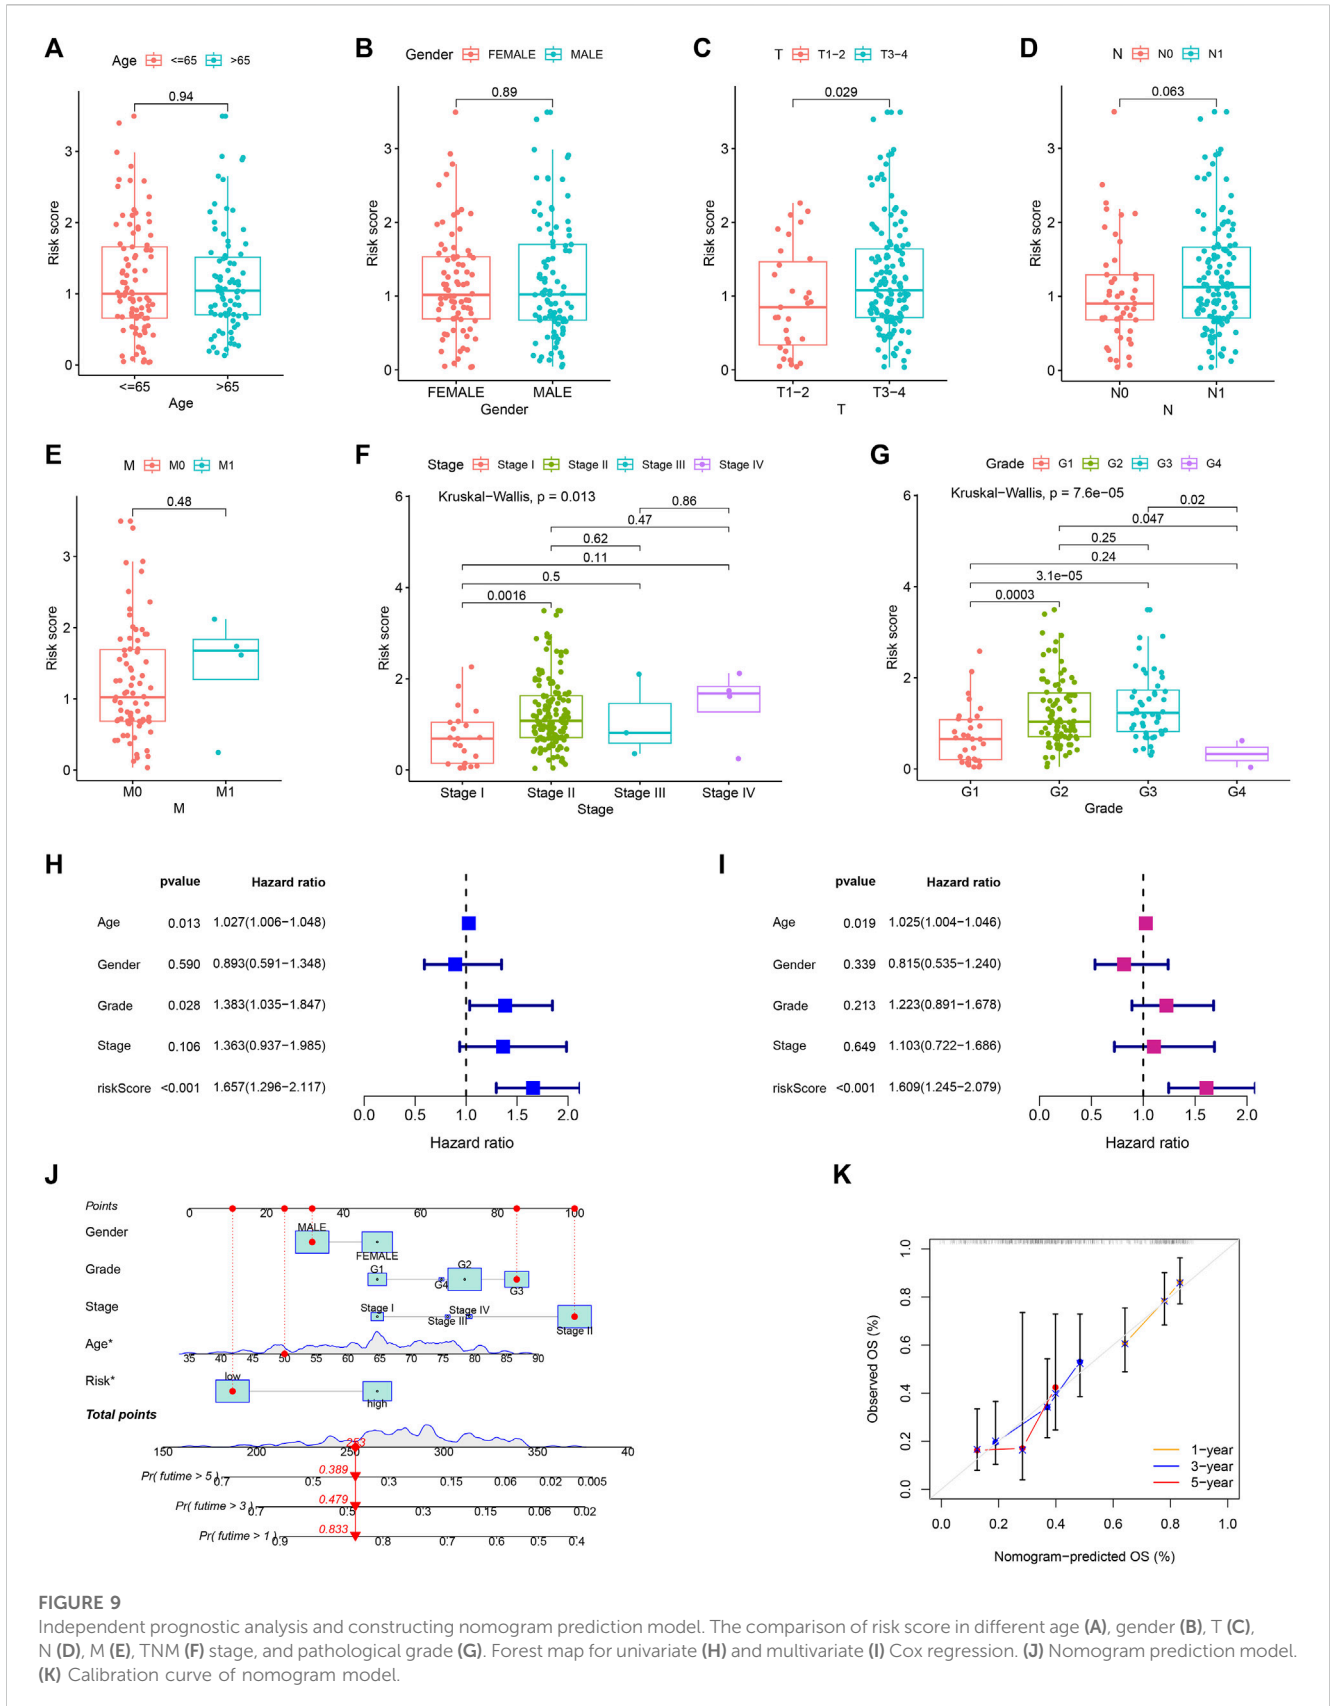 A
Age <=65 >65
0.94
Risk score
3
2
1
0
<=65 >65
Age
B
Gender FEMALE MALE
0.89
Risk score
3
2
1
0
FEMALE MALE
Gender
C
T T1−2 T3−4
0.029
Risk score
3
2
1
0
T1−2 T3−4
T
D
N N0 N1
0.063
Risk score
3
2
1
0
N0 N1
N
E
M M0 M1
0.48
Risk score
3
2
1
0
M0 M1
M
F
Stage Stage I Stage II Stage III Stage IV
Kruskal−Wallis, p = 0.013
0.86
0.47
0.62
0.11
0.5
0.0016
Risk score
6
4
2
0
Stage I Stage II Stage III Stage IV
Stage
G
Grade G1 G2 G3 G4
Kruskal−Wallis, p = 7.6e−05
0.02
0.047
0.25
0.24
3.1e−05
0.0003
Risk score
6
4
2
0
G1 G2 G3 G4
Grade
H
pvalue Hazard ratio
Age 0.013 1.027(1.006−1.048)
Gender 0.590 0.893(0.591−1.348)
Grade 0.028 1.383(1.035−1.847)
Stage 0.106 1.363(0.937−1.985)
riskScore <0.001 1.657(1.296−2.117)
0.0 0.5 1.0 1.5 2.0
Hazard ratio
I
pvalue Hazard ratio
Age 0.019 1.025(1.004−1.046)
Gender 0.339 0.815(0.535−1.240)
Grade 0.213 1.223(0.891−1.678)
Stage 0.649 1.103(0.722−1.686)
riskScore <0.001 1.609(1.245−2.079)
0.0 0.5 1.0 1.5 2.0
Hazard ratio
J
Points
0 20 40 60 80 100
Gender
MALE
FEMALE
Grade
G1 G4 G2 G3
Stage
Stage I Stage III Stage IV Stage II
Age*
35 40 45 50 55 60 65 70 75 80 85 90
Risk*
low
high
Total points
253
150 200 250 300 350 40
0.389
Pr( futime > 5 )
0.7 0.5 0.3 0.15 0.06 0.02 0.005
0.479
Pr( futime > 3 )
0.7 0.5 0.3 0.15 0.06 0.02
0.833
Pr( futime > 1 )
0.9 0.8 0.7 0.6 0.5 0.4
K
Observed OS (%)
1.0
0.8
0.6
0.4
0.2
0.0
1−year
3−year
5−year
0.0 0.2 0.4 0.6 0.8 1.0
Nomogram−predicted OS (%)
FIGURE 9
Independent prognostic analysis and constructing nomogram prediction model. The comparison of risk score in different age (A), gender (B), T (C),
N (D), M (E), TNM (F) stage, and pathological grade (G). Forest map for univariate (H) and multivariate (I) Cox regression. (J) Nomogram prediction model.
(K) Calibration curve of nomogram model.